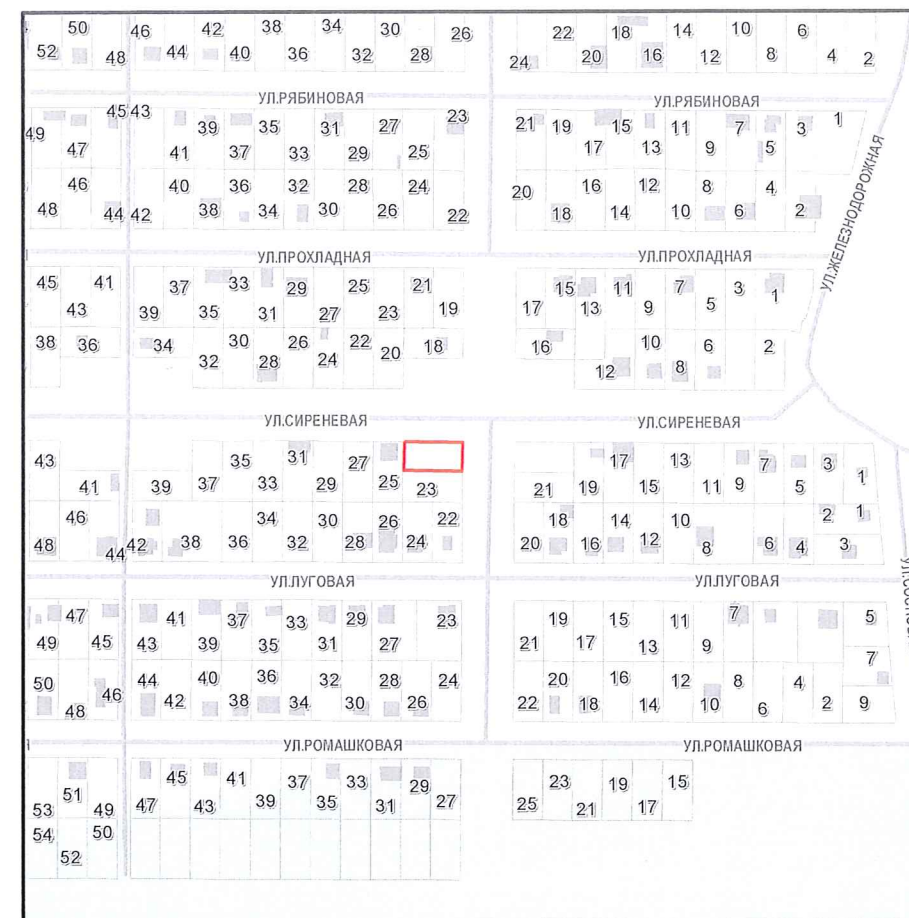 50 46 42 38 34 30 26 22 18 14 10 6
52 48 44 40 36 32 28 24 20 16 12 8 4 2
УЛ.РЯБИНОВАЯ УЛ.РЯБИНОВАЯ
45 43 39 35 31 27 23 21 19 15 11 7 3 1
49 47 41 37 33 29 25 17 13 9 5
УЛ.ЖЕЛЕЗНОДОРОЖНАЯ
46 40 36 32 28 24 20 16 12 8 4
48 44 42 38 34 30 26 22 18 14 10 6 2
УЛ.ПРОХЛАДНАЯ УЛ.ПРОХЛАДНАЯ
45 41 37 33 29 25 21 15 11 7 3 1
43 39 35 31 27 23 19 17 13 9 5
38 36 34 30 26 22 18 16 10 6 2
32 28 24 20 12 8
УЛ.СИРЕНЕВАЯ УЛ.СИРЕНЕВАЯ
43 35 31 27 17 13 7 3 1
41 39 37 33 29 25 23 21 19 15 11 9 5
46 34 30 26 22 18 14 10 2 1
48 44 42 38 36 32 28 24 20 16 12 8 6 4 3
УЛ.ЛУГОВАЯ УЛ.ЛУГОВАЯ
47 41 37 33 29 23 19 15 11 7 5
49 45 43 39 35 31 27 21 17 13 9 7
50 46 44 40 36 32 28 24 20 16 12 8 4
48 42 38 34 30 26 22 18 14 10 6 2 9
УЛ.РОМАШКОВАЯ УЛ.РОМАШКОВАЯ
51 45 41 37 33 29 23 19 15
53 49 47 43 39 35 31 27 25 21 17
54 50
52